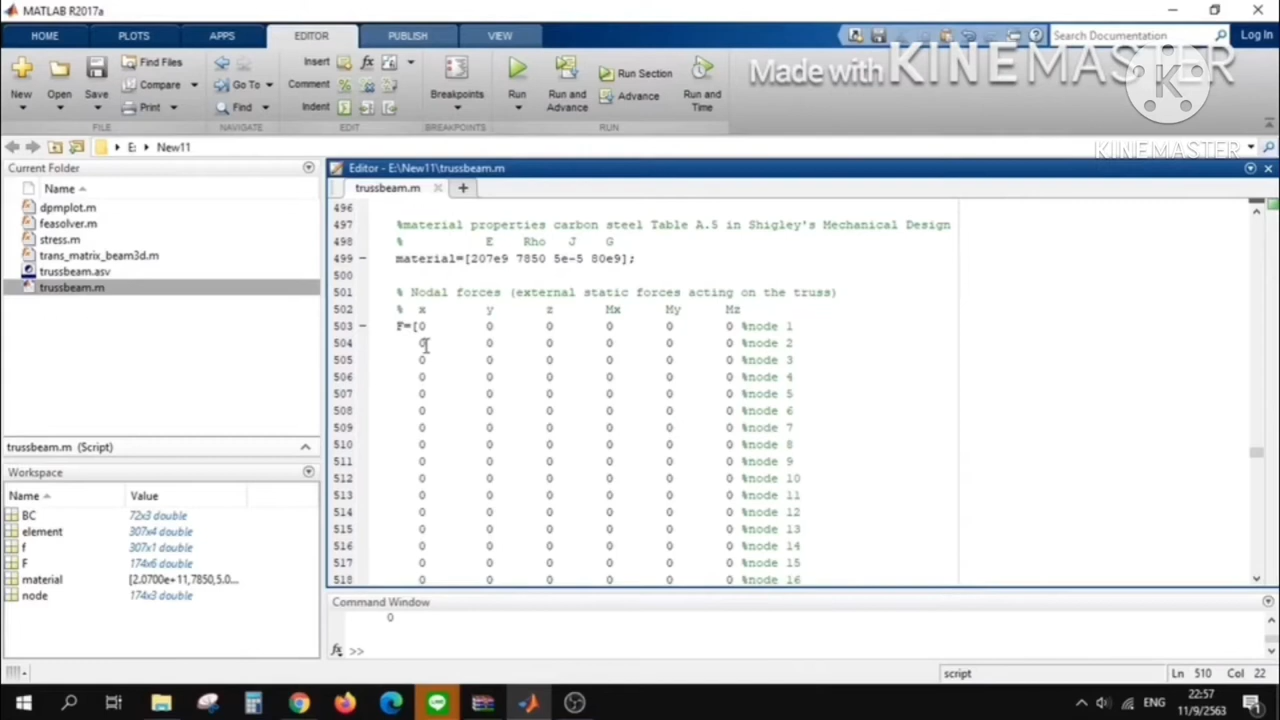 MATLAB R2017a
HOME PLOTS APPS EDITOR PUBLISH VIEW Search Documentation Log In
New Open Save Find Files Compare Print Go To Find Insert Comment Indent Breakpoints Run Run and Advance Run Section Advance Run and Time
Made with KINEMASTER
K
KINEMASTER
FILE NAVIGATE EDIT BREAKPOINTS RUN
E: New11
Current Folder
Name
dpmplot.m
feasolver.m
stress.m
trans_matrix_beam3d.m
trussbeam.asv
trussbeam.m
trussbeam.m (Script)
Workspace
Name Value
BC 72x3 double
element 307x4 double
f 307x1 double
F 174x6 double
material [2.0700e+11,7850,5.0...
node 174x3 double
Editor - E:\New11\trussbeam.m
trussbeam.m
496
497 %material properties carbon steel Table A.5 in Shigley's Mechanical Design
498 % E Rho J G
499 material=[207e9 7850 5e-5 80e9];
500
501 % Nodal forces (external static forces acting on the truss)
502 % x y z Mx My Mz
503 F=[0 0 0 0 0 0 %node 1
504 0 0 0 0 0 0 %node 2
505 0 0 0 0 0 0 %node 3
506 0 0 0 0 0 0 %node 4
507 0 0 0 0 0 0 %node 5
508 0 0 0 0 0 0 %node 6
509 0 0 0 0 0 0 %node 7
510 0 0 0 0 0 0 %node 8
511 0 0 0 0 0 0 %node 9
512 0 0 0 0 0 0 %node 10
513 0 0 0 0 0 0 %node 11
514 0 0 0 0 0 0 %node 12
515 0 0 0 0 0 0 %node 13
516 0 0 0 0 0 0 %node 14
517 0 0 0 0 0 0 %node 15
518 0 0 0 0 0 0 %node 16
Command Window
0
fx >>
script Ln 510 Col 22
ENG 22:57
11/9/2563